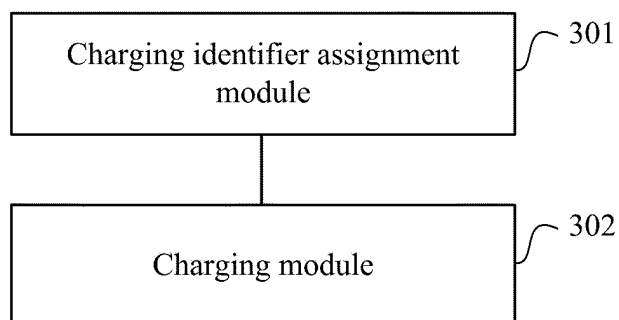 Charging identifier assignment
module
301
Charging module
302